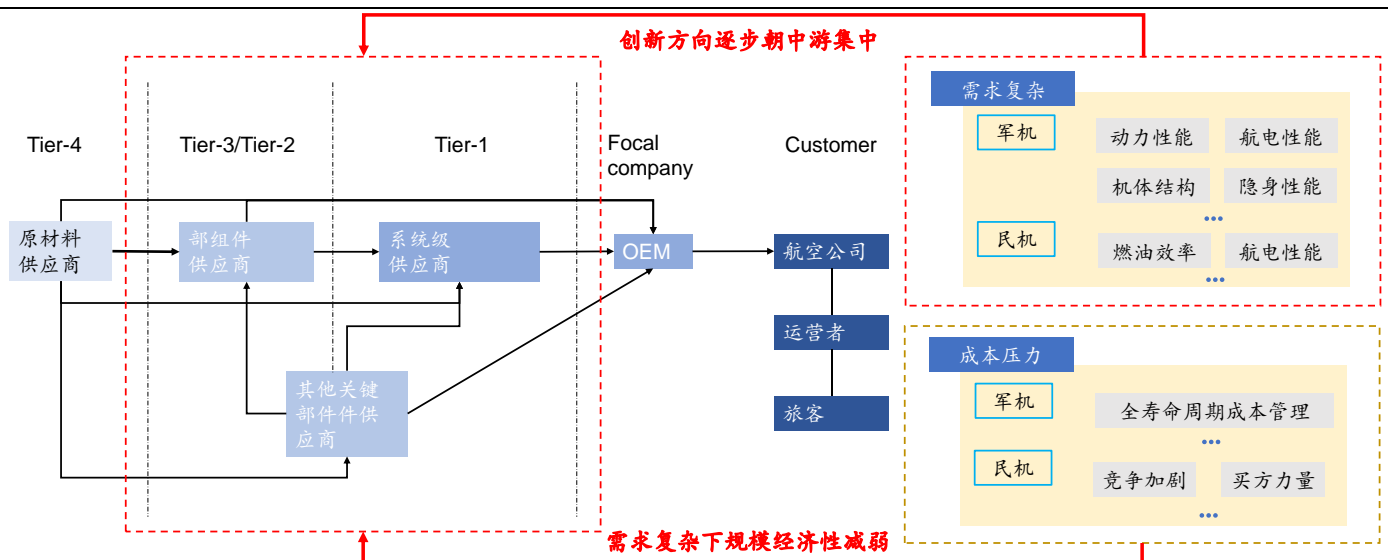 创新方向逐步朝中游集中
Tier-4
Tier-3/Tier-2
Tier-1
Focal
company
Customer
原材料
供应商
部组件
供应商
系统级
供应商
OEM
航空公司
其他关键
部件件供
应商
运营者
旅客
需求复杂下规模经济性减弱
需求复杂
军机
动力性能
航电性能
机体结构
隐身性能
...
民机
燃油效率
航电性能
...
成本压力
军机
全寿命周期成本管理
...
民机
竞争加剧
买方力量
...